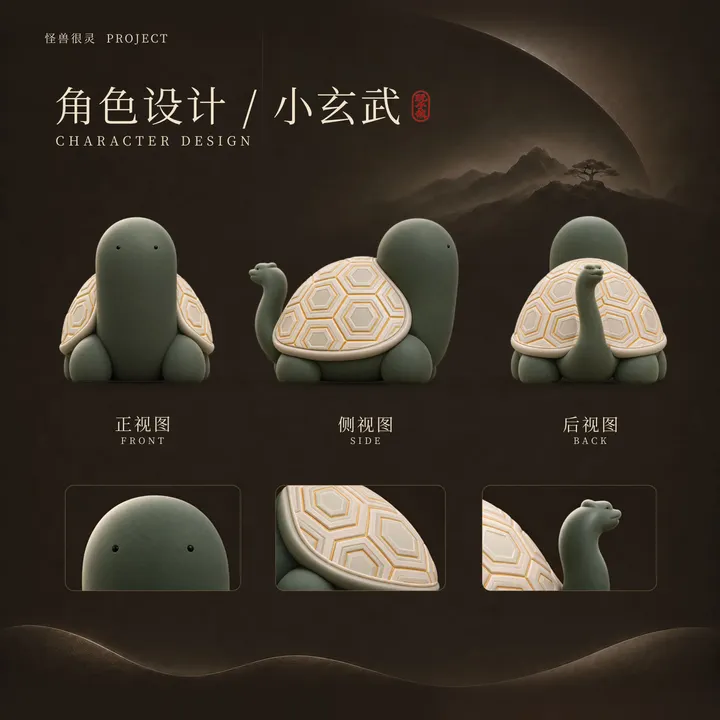 怪兽很灵 PROJECT
角色设计 / 小玄武
CHARACTER DESIGN
正视图
FRONT
侧视图
SIDE
后视图
BACK